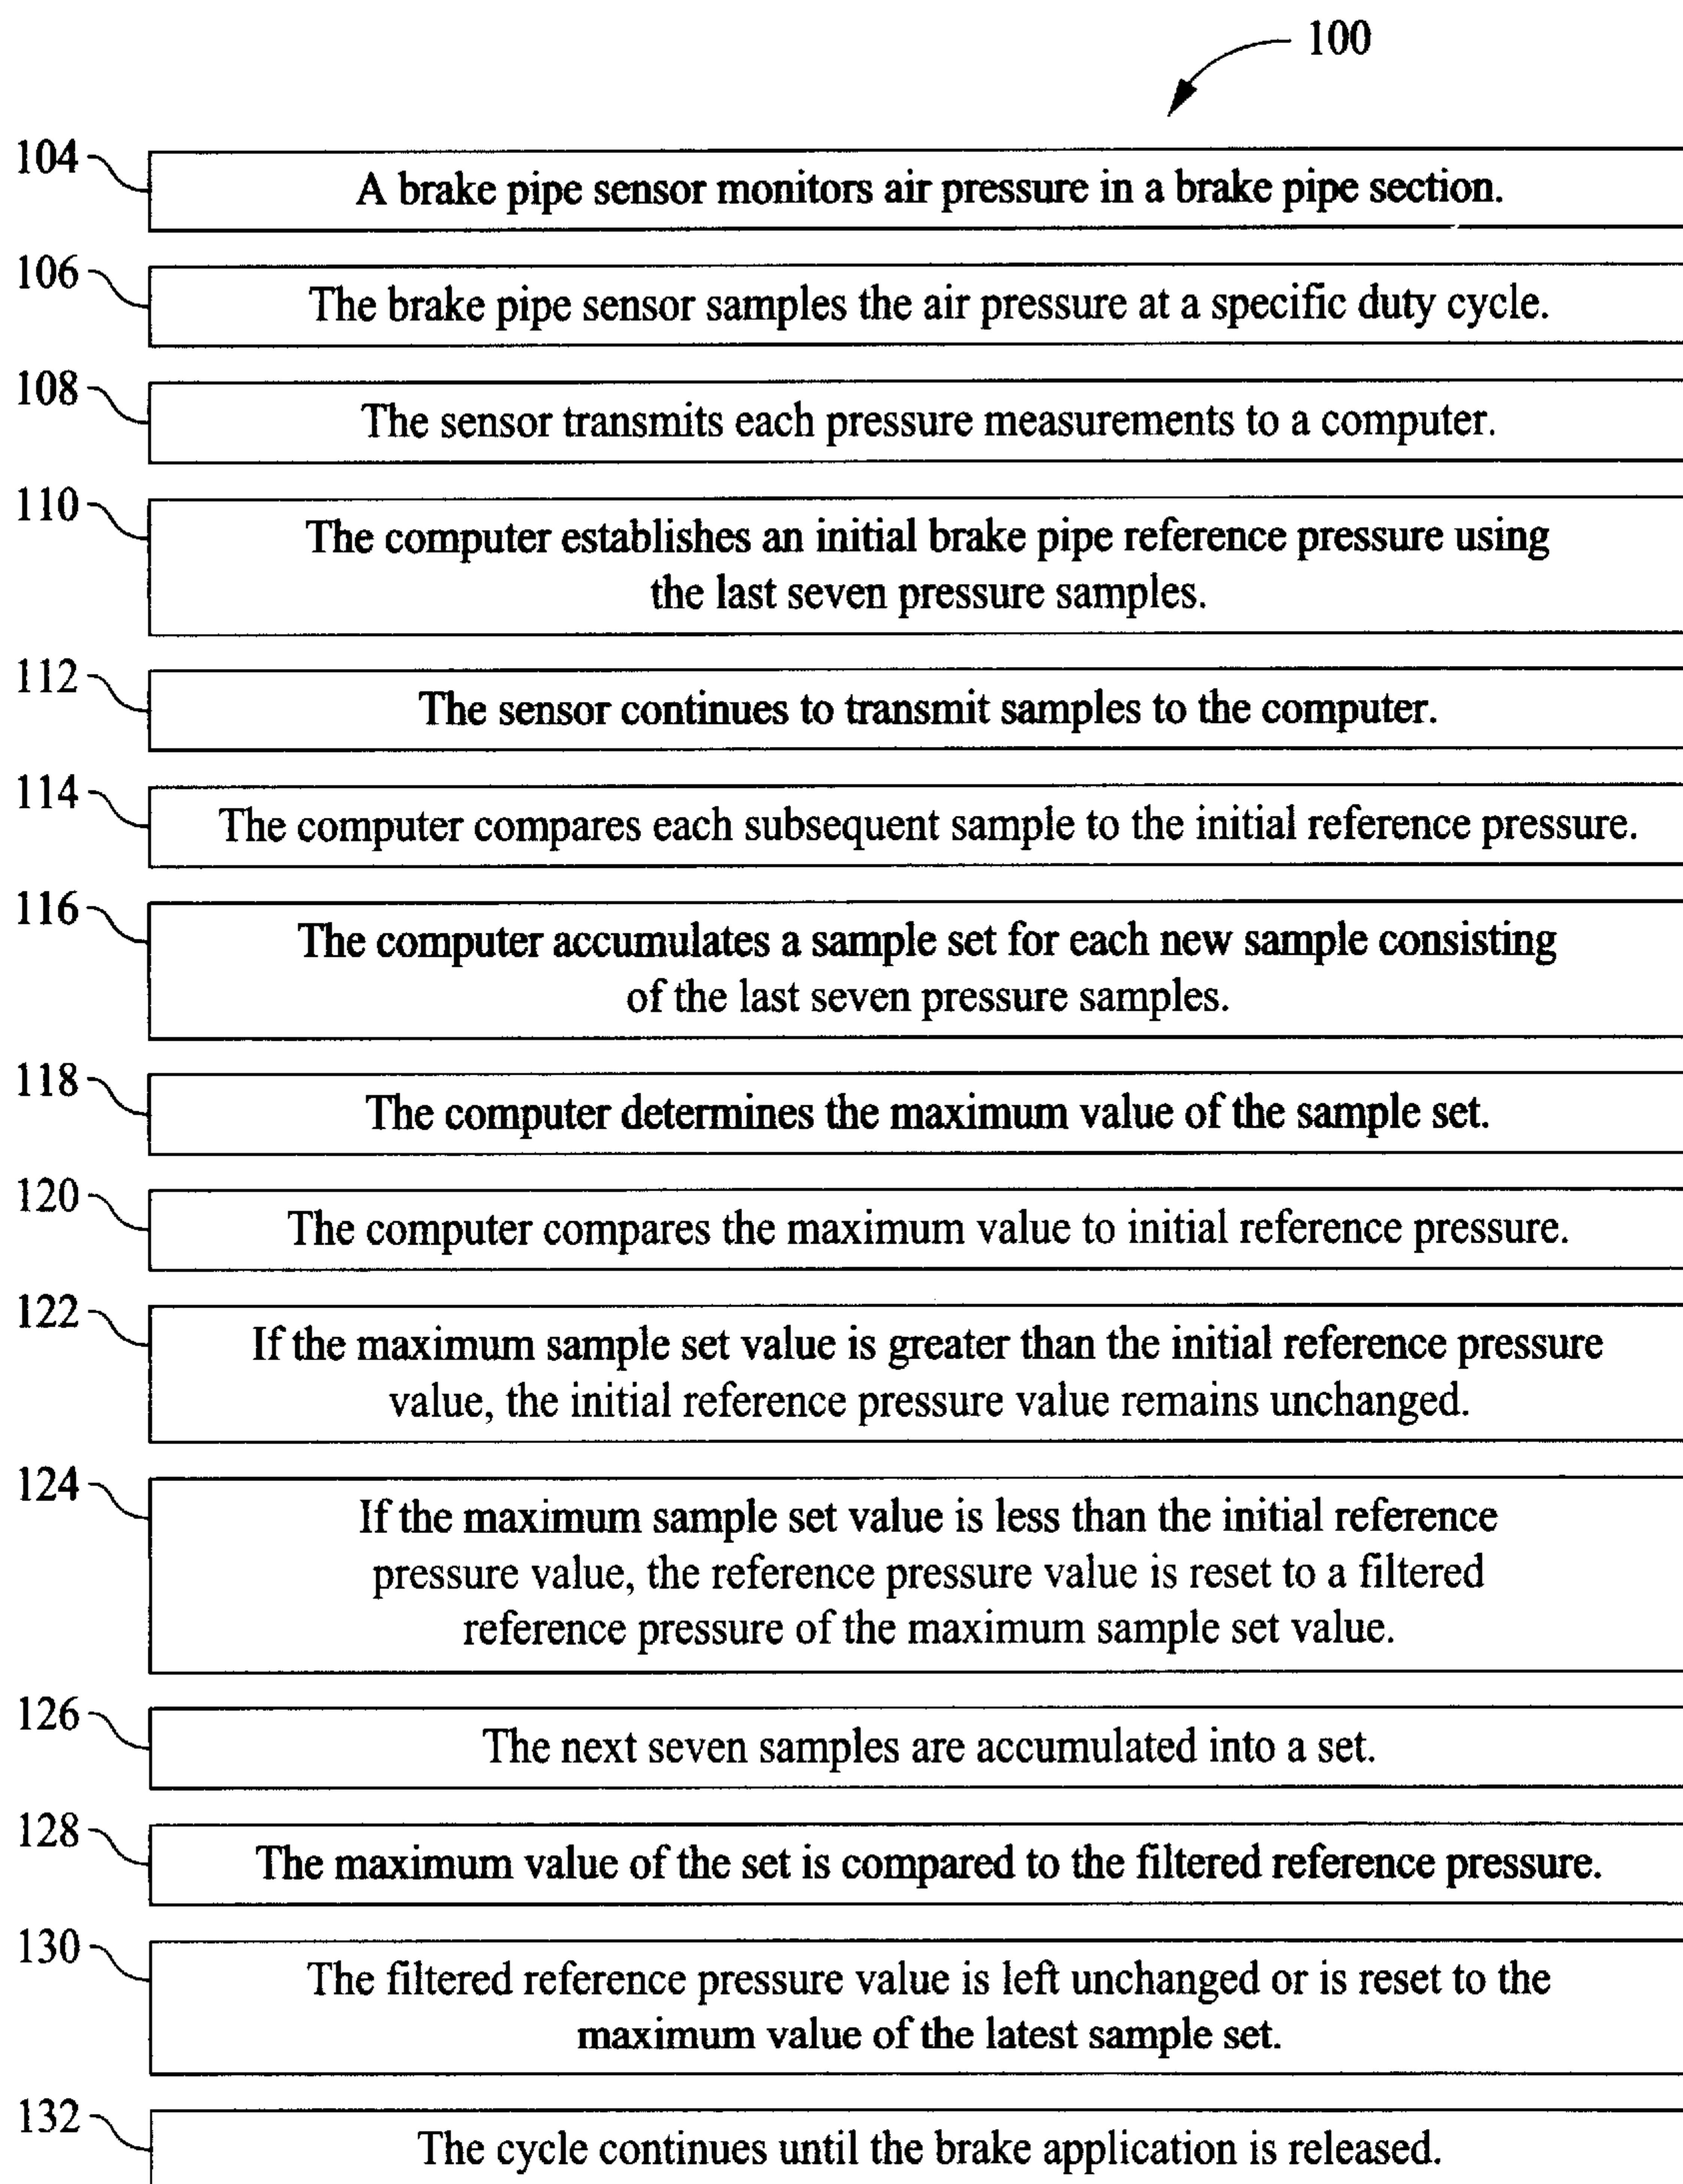 100
104
A brake pipe sensor monitors air pressure in a brake pipe section.
106
The brake pipe sensor samples the air pressure at a specific duty cycle.
108
The sensor transmits each pressure measurements to a computer.
110
The computer establishes an initial brake pipe reference pressure using
the last seven pressure samples.
112
The sensor continues to transmit samples to the computer.
114
The computer compares each subsequent sample to the initial reference pressure.
116
The computer accumulates a sample set for each new sample consisting
of the last seven pressure samples.
118
The computer determines the maximum value of the sample set.
120
The computer compares the maximum value to initial reference pressure.
122
If the maximum sample set value is greater than the initial reference pressure
value, the initial reference pressure value remains unchanged.
124
If the maximum sample set value is less than the initial reference
pressure value, the reference pressure value is reset to a filtered
reference pressure of the maximum sample set value.
126
The next seven samples are accumulated into a set.
128
The maximum value of the set is compared to the filtered reference pressure.
130
The filtered reference pressure value is left unchanged or is reset to the
maximum value of the latest sample set.
132
The cycle continues until the brake application is released.